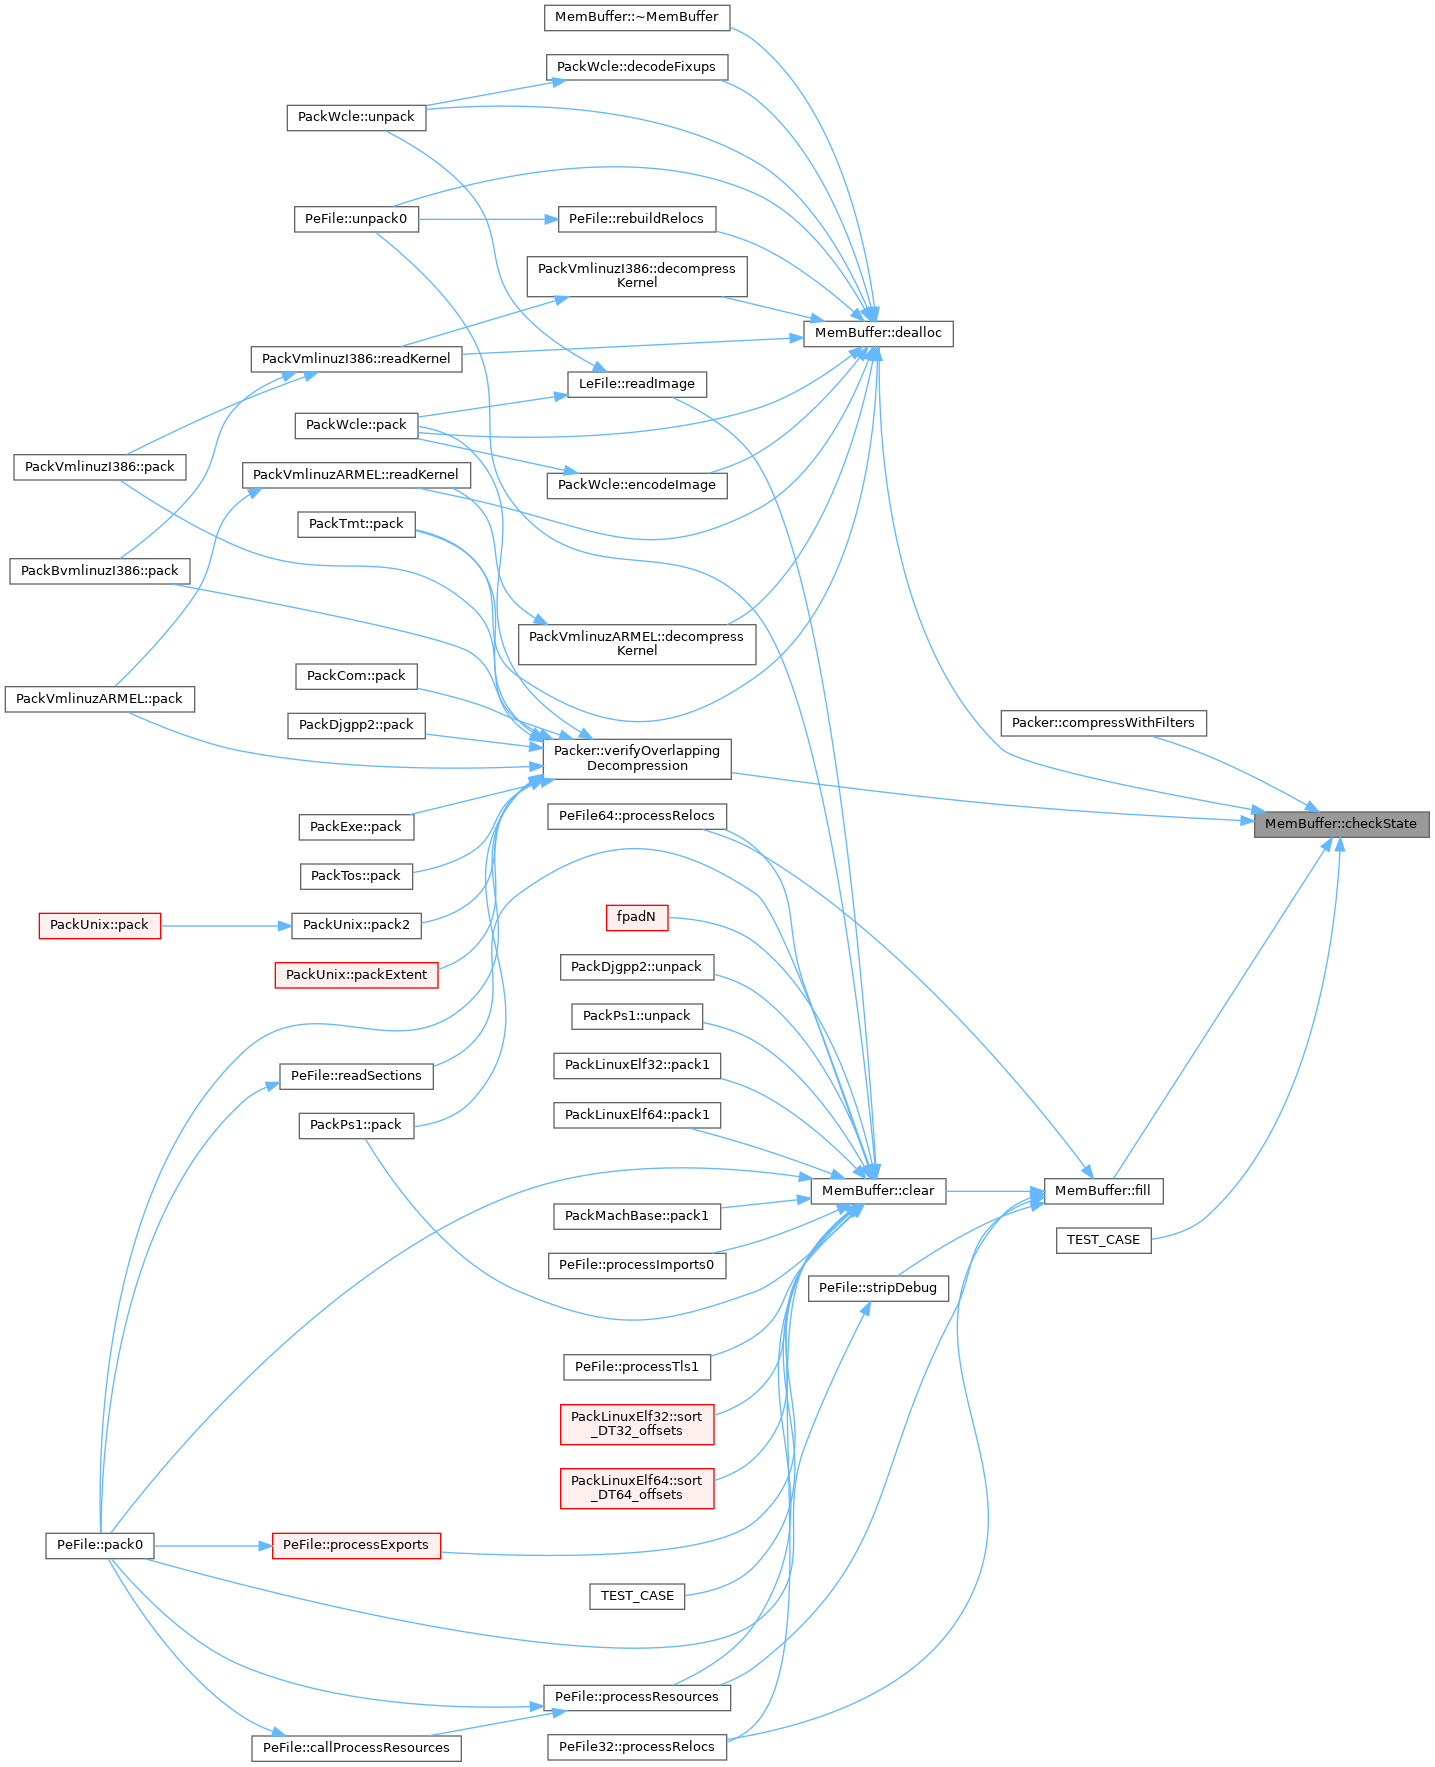 MemBuffer::~MemBuffer
PackWcle::decodeFixups
PackWcle::unpack
PeFile::unpack0
PeFile::rebuildRelocs
PackVmlinuzI386::decompress
Kernel
MemBuffer::dealloc
PackVmlinuzI386::readKernel
LeFile::readImage
PackWcle::pack
PackVmlinuzI386::pack
PackVmlinuzARMEL::readKernel
PackWcle::encodeImage
PackTmt::pack
PackBvmlinuzI386::pack
PackVmlinuzARMEL::decompress
Kernel
PackCom::pack
PackVmlinuzARMEL::pack
PackDjgpp2::pack
Packer::compressWithFilters
Packer::verifyOverlapping
Decompression
PeFile64::processRelocs
MemBuffer::checkState
PackExe::pack
PackTos::pack
fpadN
PackUnix::pack
PackUnix::pack2
PackDjgpp2::unpack
PackUnix::packExtent
PackPs1::unpack
PackLinuxElf32::pack1
PeFile::readSections
PackLinuxElf64::pack1
PackPs1::pack
MemBuffer::clear
MemBuffer::fill
PackMachBase::pack1
TEST_CASE
PeFile::processImports0
PeFile::stripDebug
PeFile::processTls1
PackLinuxElf32::sort
_DT32_offsets
PackLinuxElf64::sort
_DT64_offsets
PeFile::pack0
PeFile::processExports
TEST_CASE
PeFile::processResources
PeFile::callProcessResources
PeFile32::processRelocs